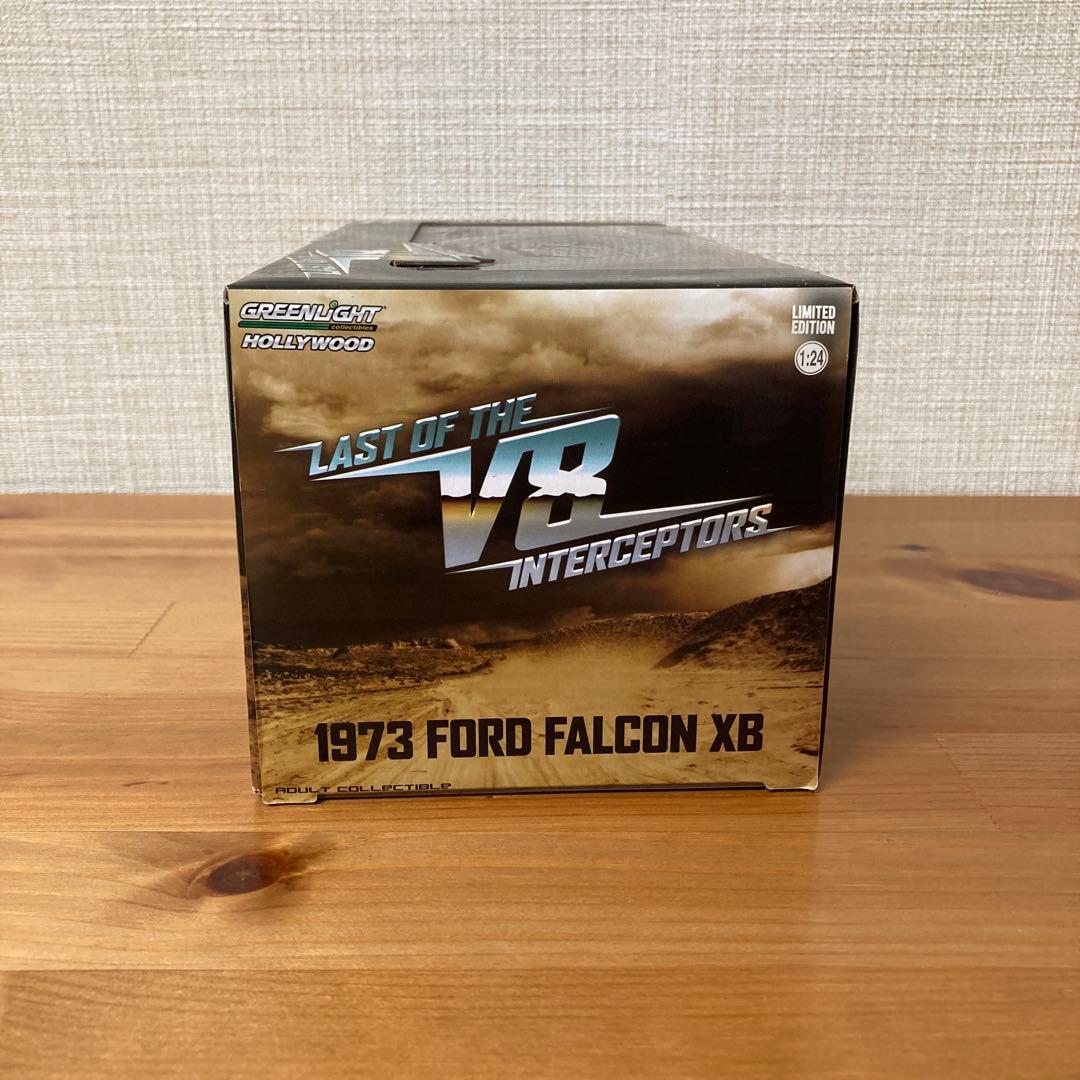 GREENLiGHT
collectibles
HOLLYWOOD
LIMITED
EDITION
1:24
LAST OF THE
V8
INTERCEPTORS
1973 FORD FALCON XB
ADULT COLLECTIBLE